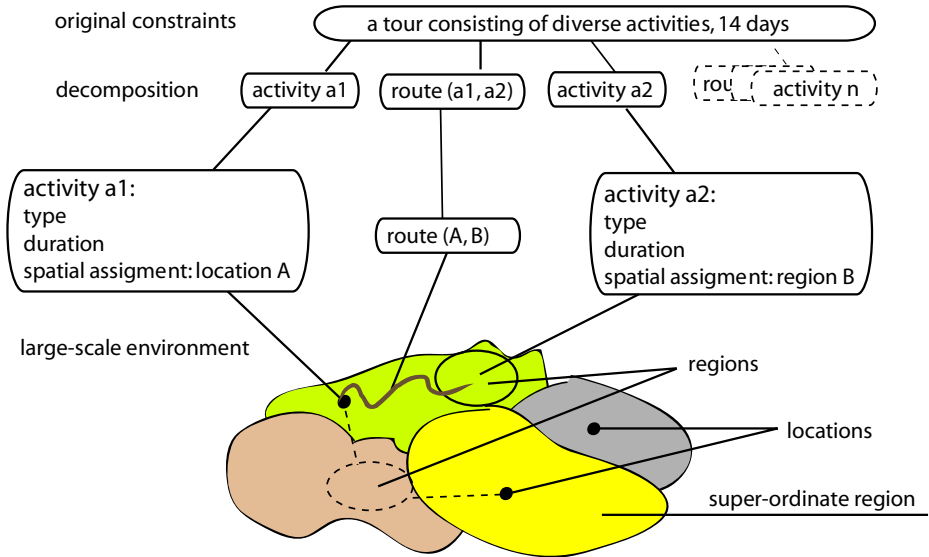 original constraints
a tour consisting of diverse activities, 14 days
decomposition
activity a1
route (a1, a2)
activity a2
rou
activity n
activity a1:
type
duration
spatial assigment: location A
route (A, B)
activity a2:
type
duration
spatial assignment: region B
large-scale environment
regions
locations
super-ordinate region